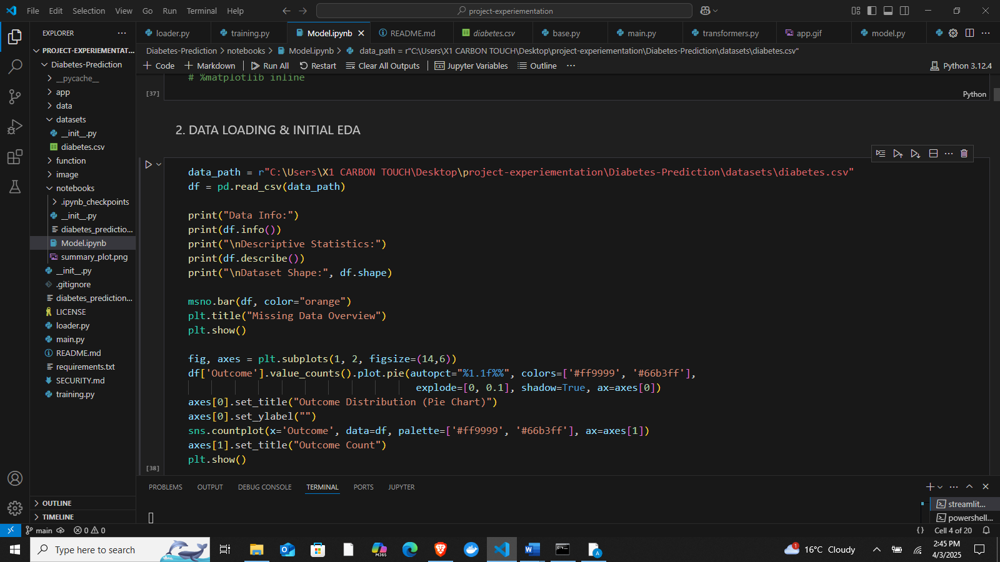 File Edit Selection View Go Run Terminal Help
project-experiementation
EXPLORER
loader.py
training.py
Model.ipynb
README.md
diabetes.csv
base.py
main.py
transformers.py
app.gif
model.py
PROJECT-EXPERIEMENTAT...
Diabetes-Prediction
__pycache__
app
data
datasets
__init__.py
diabetes.csv
function
image
notebooks
.ipynb_checkpoints
__init__.py
diabetes_predictio...
Model.ipynb
summary_plot.png
__init__.py
.gitignore
diabetes_prediction...
LICENSE
loader.py
main.py
README.md
requirements.txt
SECURITY.md
training.py
OUTLINE
TIMELINE
Diabetes-Prediction > notebooks > Model.ipynb > data_path = r"C:\Users\X1 CARBON TOUCH\Desktop\project-experiementation\Diabetes-Prediction\datasets\diabetes.csv"
+ Code + Markdown Run All Restart Clear All Outputs Jupyter Variables Outline ... Python 3.12.4
# %matplotlib inline
[37]
Python
2. DATA LOADING & INITIAL EDA
data_path = r"C:\Users\X1 CARBON TOUCH\Desktop\project-experiementation\Diabetes-Prediction\datasets\diabetes.csv"
df = pd.read_csv(data_path)
print("Data Info:")
print(df.info())
print("\nDescriptive Statistics:")
print(df.describe())
print("\nDataset Shape:", df.shape)
msno.bar(df, color="orange")
plt.title("Missing Data Overview")
plt.show()
fig, axes = plt.subplots(1, 2, figsize=(14,6))
df['Outcome'].value_counts().plot.pie(autopct="%1.1f%%", colors=['#ff9999', '#66b3ff'],
explode=[0, 0.1], shadow=True, ax=axes[0])
axes[0].set_title("Outcome Distribution (Pie Chart)")
axes[0].set_ylabel("")
sns.countplot(x='Outcome', data=df, palette=['#ff9999', '#66b3ff'], ax=axes[1])
axes[1].set_title("Outcome Count")
plt.show()
[38]
PROBLEMS OUTPUT DEBUG CONSOLE TERMINAL PORTS JUPYTER
streamlit...
powershell...
main
0 0
Cell 4 of 20
Type here to search
M365
1
16°C Cloudy
2:45 PM
4/3/2025